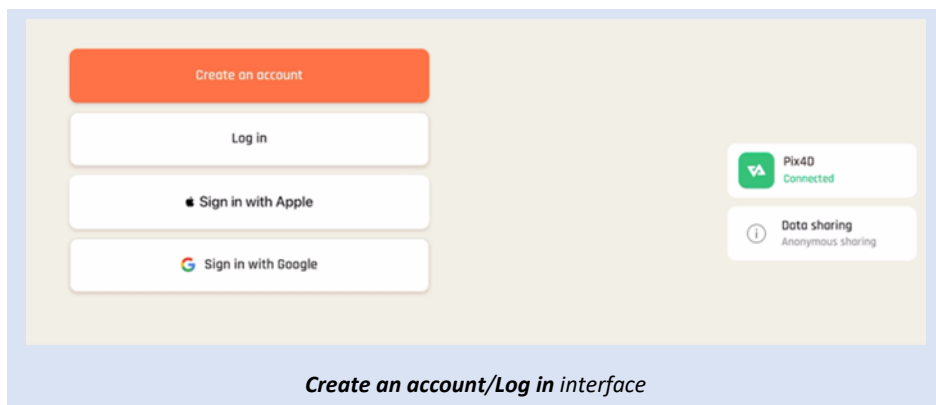 Create an account
Log in
Sign in with Apple
Sign in with Google
Pix4D
Connected
Data sharing
Anonymous sharing
Create an account/Log in interface